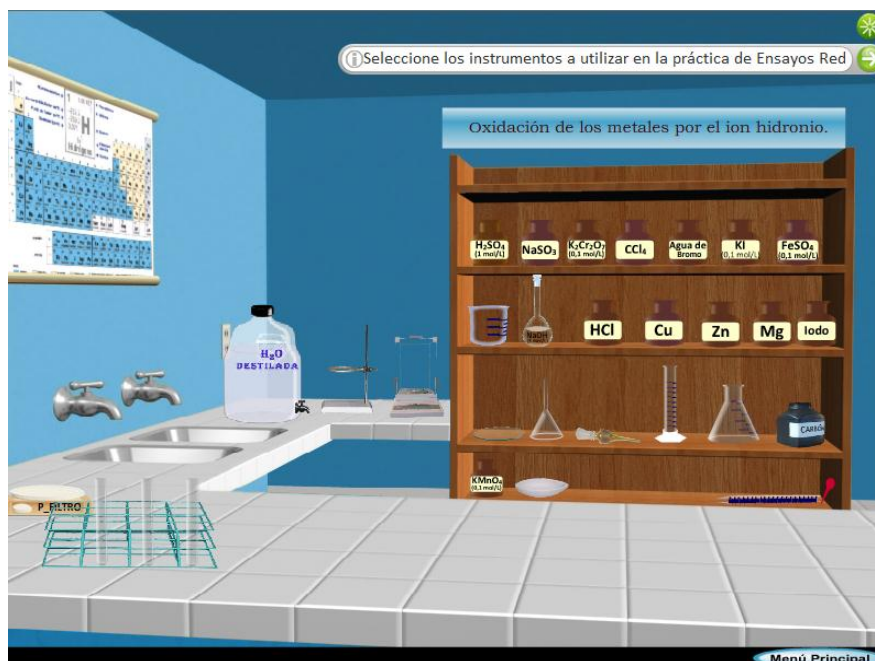 Seleccione los instrumentos a utilizar en la práctica de Ensayos Red
Oxidación de los metales por el ion hidronio.
H
H₂SO₄
(1 mol/L)
NaSO₃
K₂Cr₂O₇
(0,1 mol/L)
CCl₄
Agua de
Bromo
KI
(0,1 mol/L)
FeSO₄
(0,1 mol/L)
NaOH
HCl
Cu
Zn
Mg
Iodo
H₂O
DESTILADA
CARBÓN
KMnO₄
(0,1 mol/L)
P_FILTRO
Menú Principal